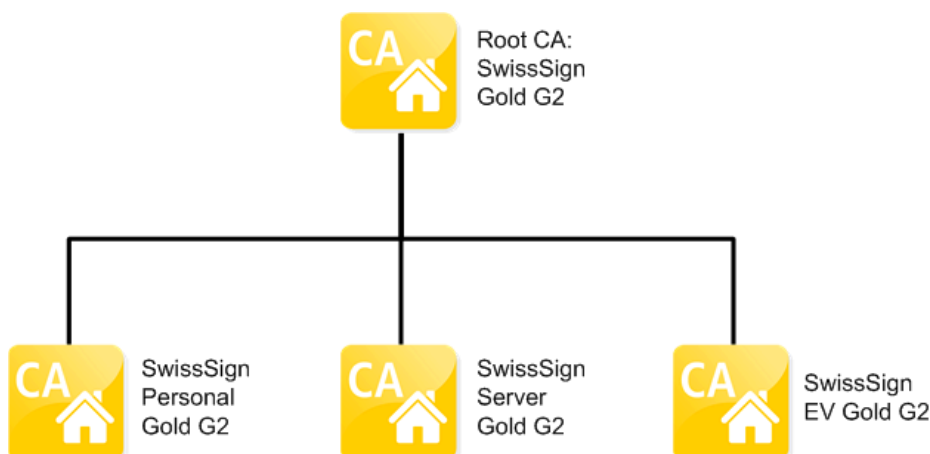 CA
Root CA:
SwissSign
Gold G2
CA
SwissSign
Personal
Gold G2
CA
SwissSign
Server
Gold G2
CA
SwissSign
EV Gold G2